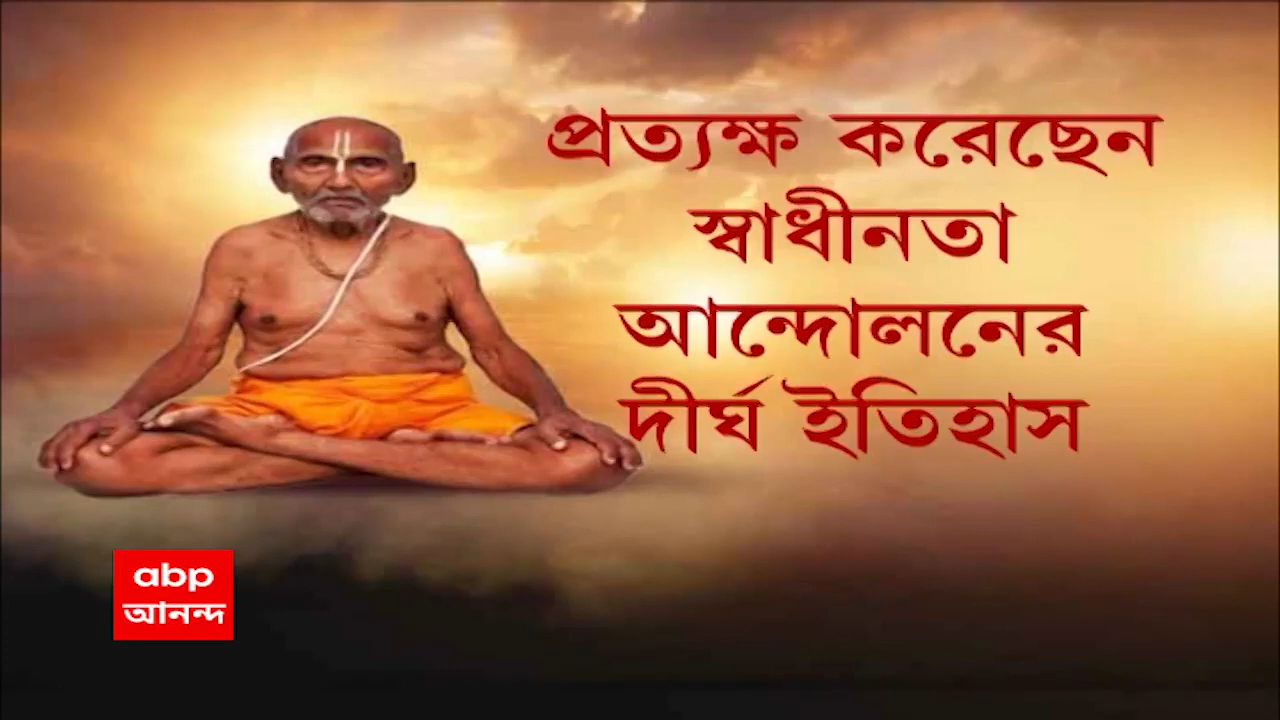 প্রত্যক্ষ করেছেন
স্বাধীনতা
আন্দোলনের
দীর্ঘ ইতিহাস
abp
আনন্দ